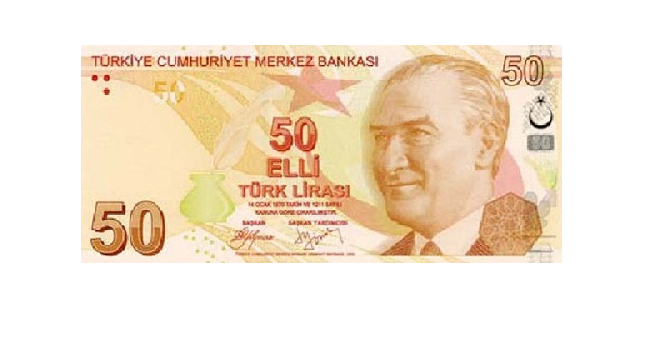 TÜRKİYE CUMHURİYET MERKEZ BANKASI
50
50
50
50
ELLİ
TÜRK LİRASI
14 OCAK 1970 TARİH VE 1211 SAYILI
KANUNA GÖRE ÇIKARILMIŞTIR.
BAŞKAN BAŞKAN YARDIMCISI
50